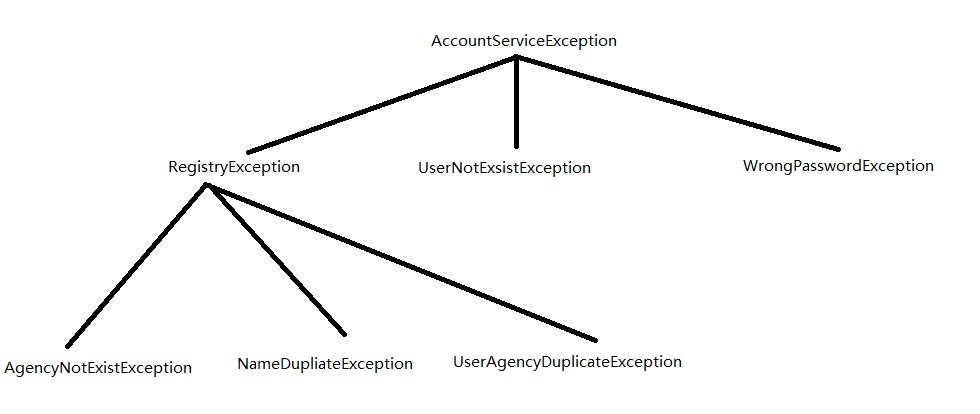 AccountServiceException
RegistryException
UserNotExsistException
WrongPasswordException
AgencyNotExistException
NameDupliateException
UserAgencyDuplicateException